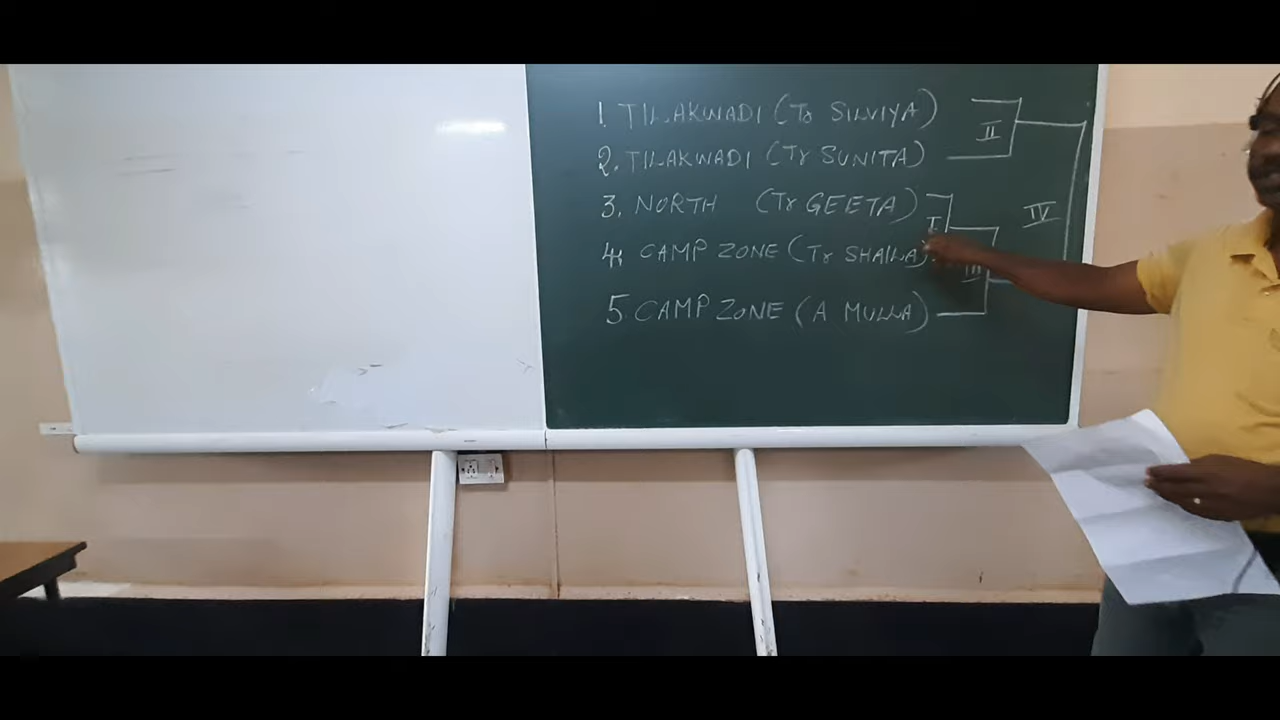 1. TILAKWADI (Tr SILVIYA)
II
2. TILAKWADI (Tr SUNITA)
3. NORTH (Tr GEETA)
I
IV
4. CAMP ZONE (Tr SHAILA)
III
5. CAMP ZONE (A MULLA)